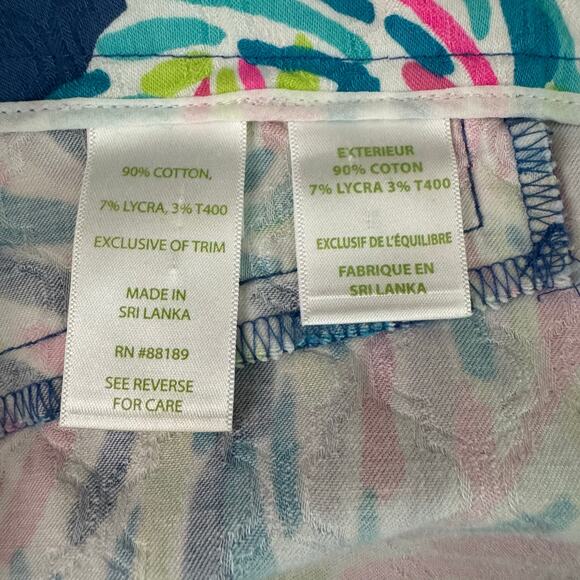 90% COTTON,
7% LYCRA, 3% T400
EXCLUSIVE OF TRIM
MADE IN
SRI LANKA
RN #88189
SEE REVERSE
FOR CARE
EXTERIEUR
90% COTON
7% LYCRA 3% T400
EXCLUSIF DE L'ÉQUILIBRE
FABRIQUE EN
SRI LANKA